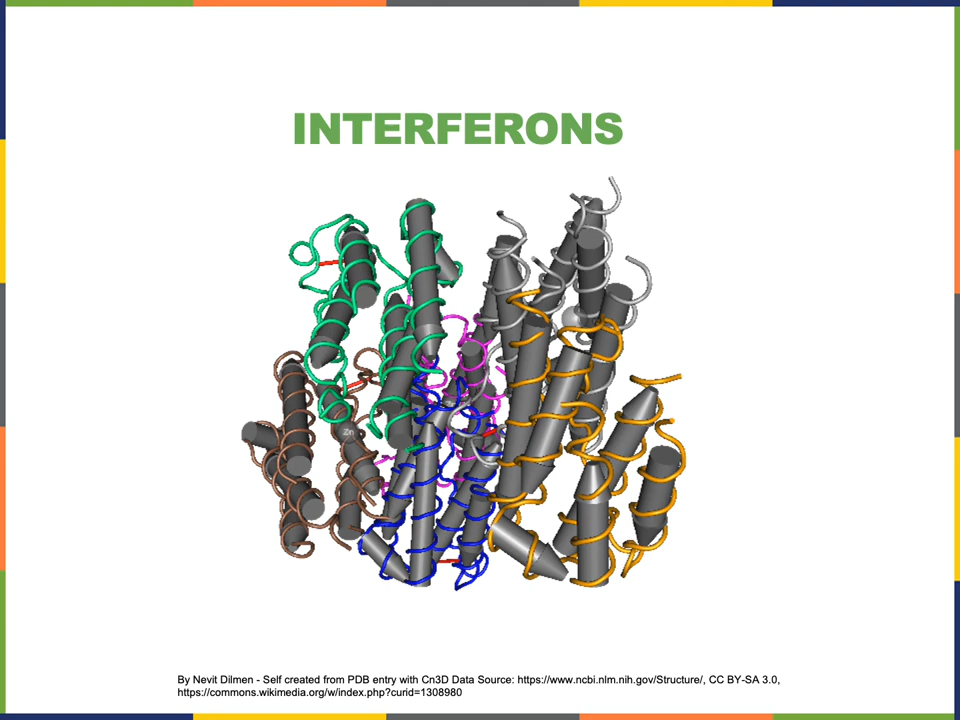 INTERFERONS
Zn
By Nevit Dilmen - Self created from PDB entry with Cn3D Data Source: https://www.ncbi.nlm.nih.gov/Structure/, CC BY-SA 3.0,
https://commons.wikimedia.org/w/index.php?curid=1308980